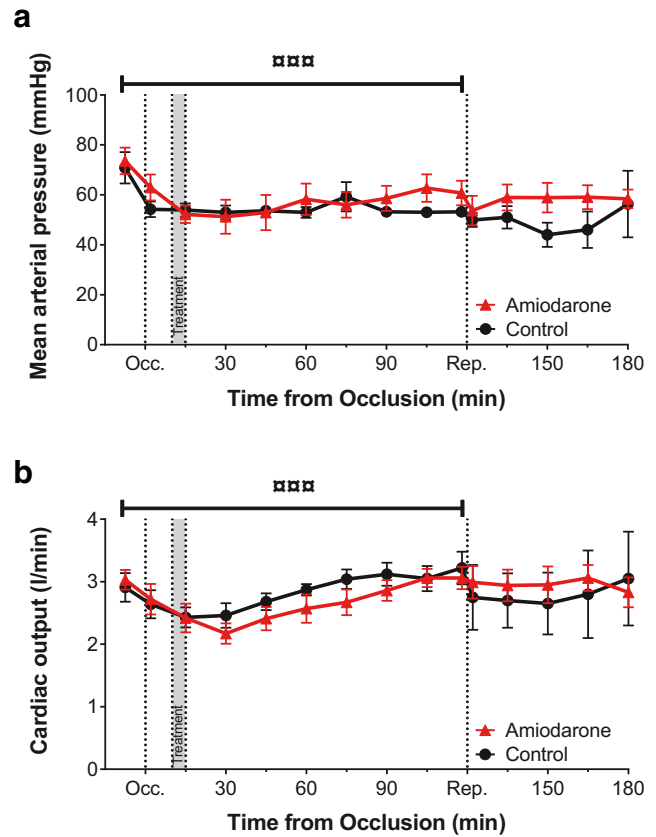 a
¤¤¤
Mean arterial pressure (mmHg)
100
80
60
40
20
0
Treatment
Amiodarone
Control
Occ. 30 60 90 Rep. 150 180
Time from Occlusion (min)
b
¤¤¤
Cardiac output (l/min)
4
3
2
1
0
Treatment
Amiodarone
Control
Occ. 30 60 90 Rep. 150 180
Time from Occlusion (min)